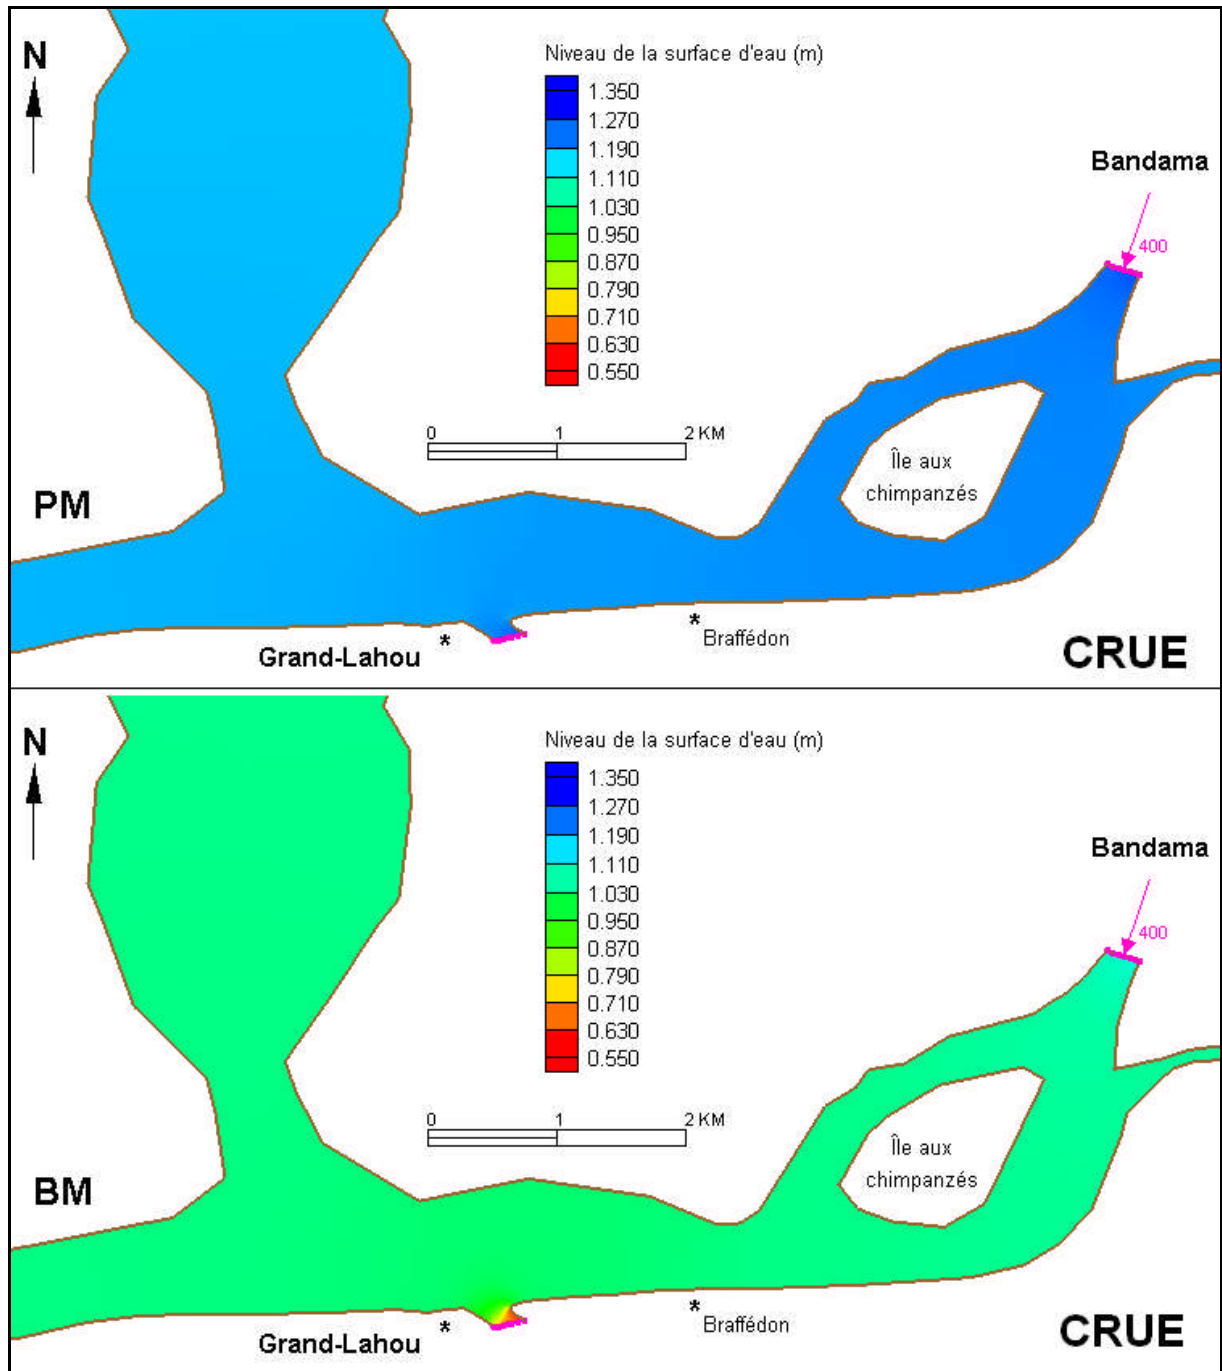 N
Niveau de la surface d'eau (m)
1.350
1.270
1.190
1.110
1.030
0.950
0.870
0.790
0.710
0.630
0.550
Bandama
400
0 1 2 KM
Île aux
chimpanzés
PM
* *
Braffédon
Grand-Lahou
CRUE
N
Niveau de la surface d'eau (m)
1.350
1.270
1.190
1.110
1.030
0.950
0.870
0.790
0.710
0.630
0.550
Bandama
400
0 1 2 KM
Île aux
chimpanzés
BM
* *
Braffédon
Grand-Lahou
CRUE